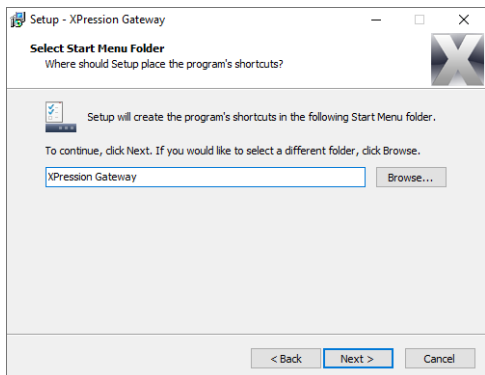 Setup - XPression Gateway
Select Start Menu Folder
Where should Setup place the program's shortcuts?
Setup will create the program's shortcuts in the following Start Menu folder.
To continue, click Next. If you would like to select a different folder, click Browse.
XPression Gateway
Browse...
< Back
Next >
Cancel